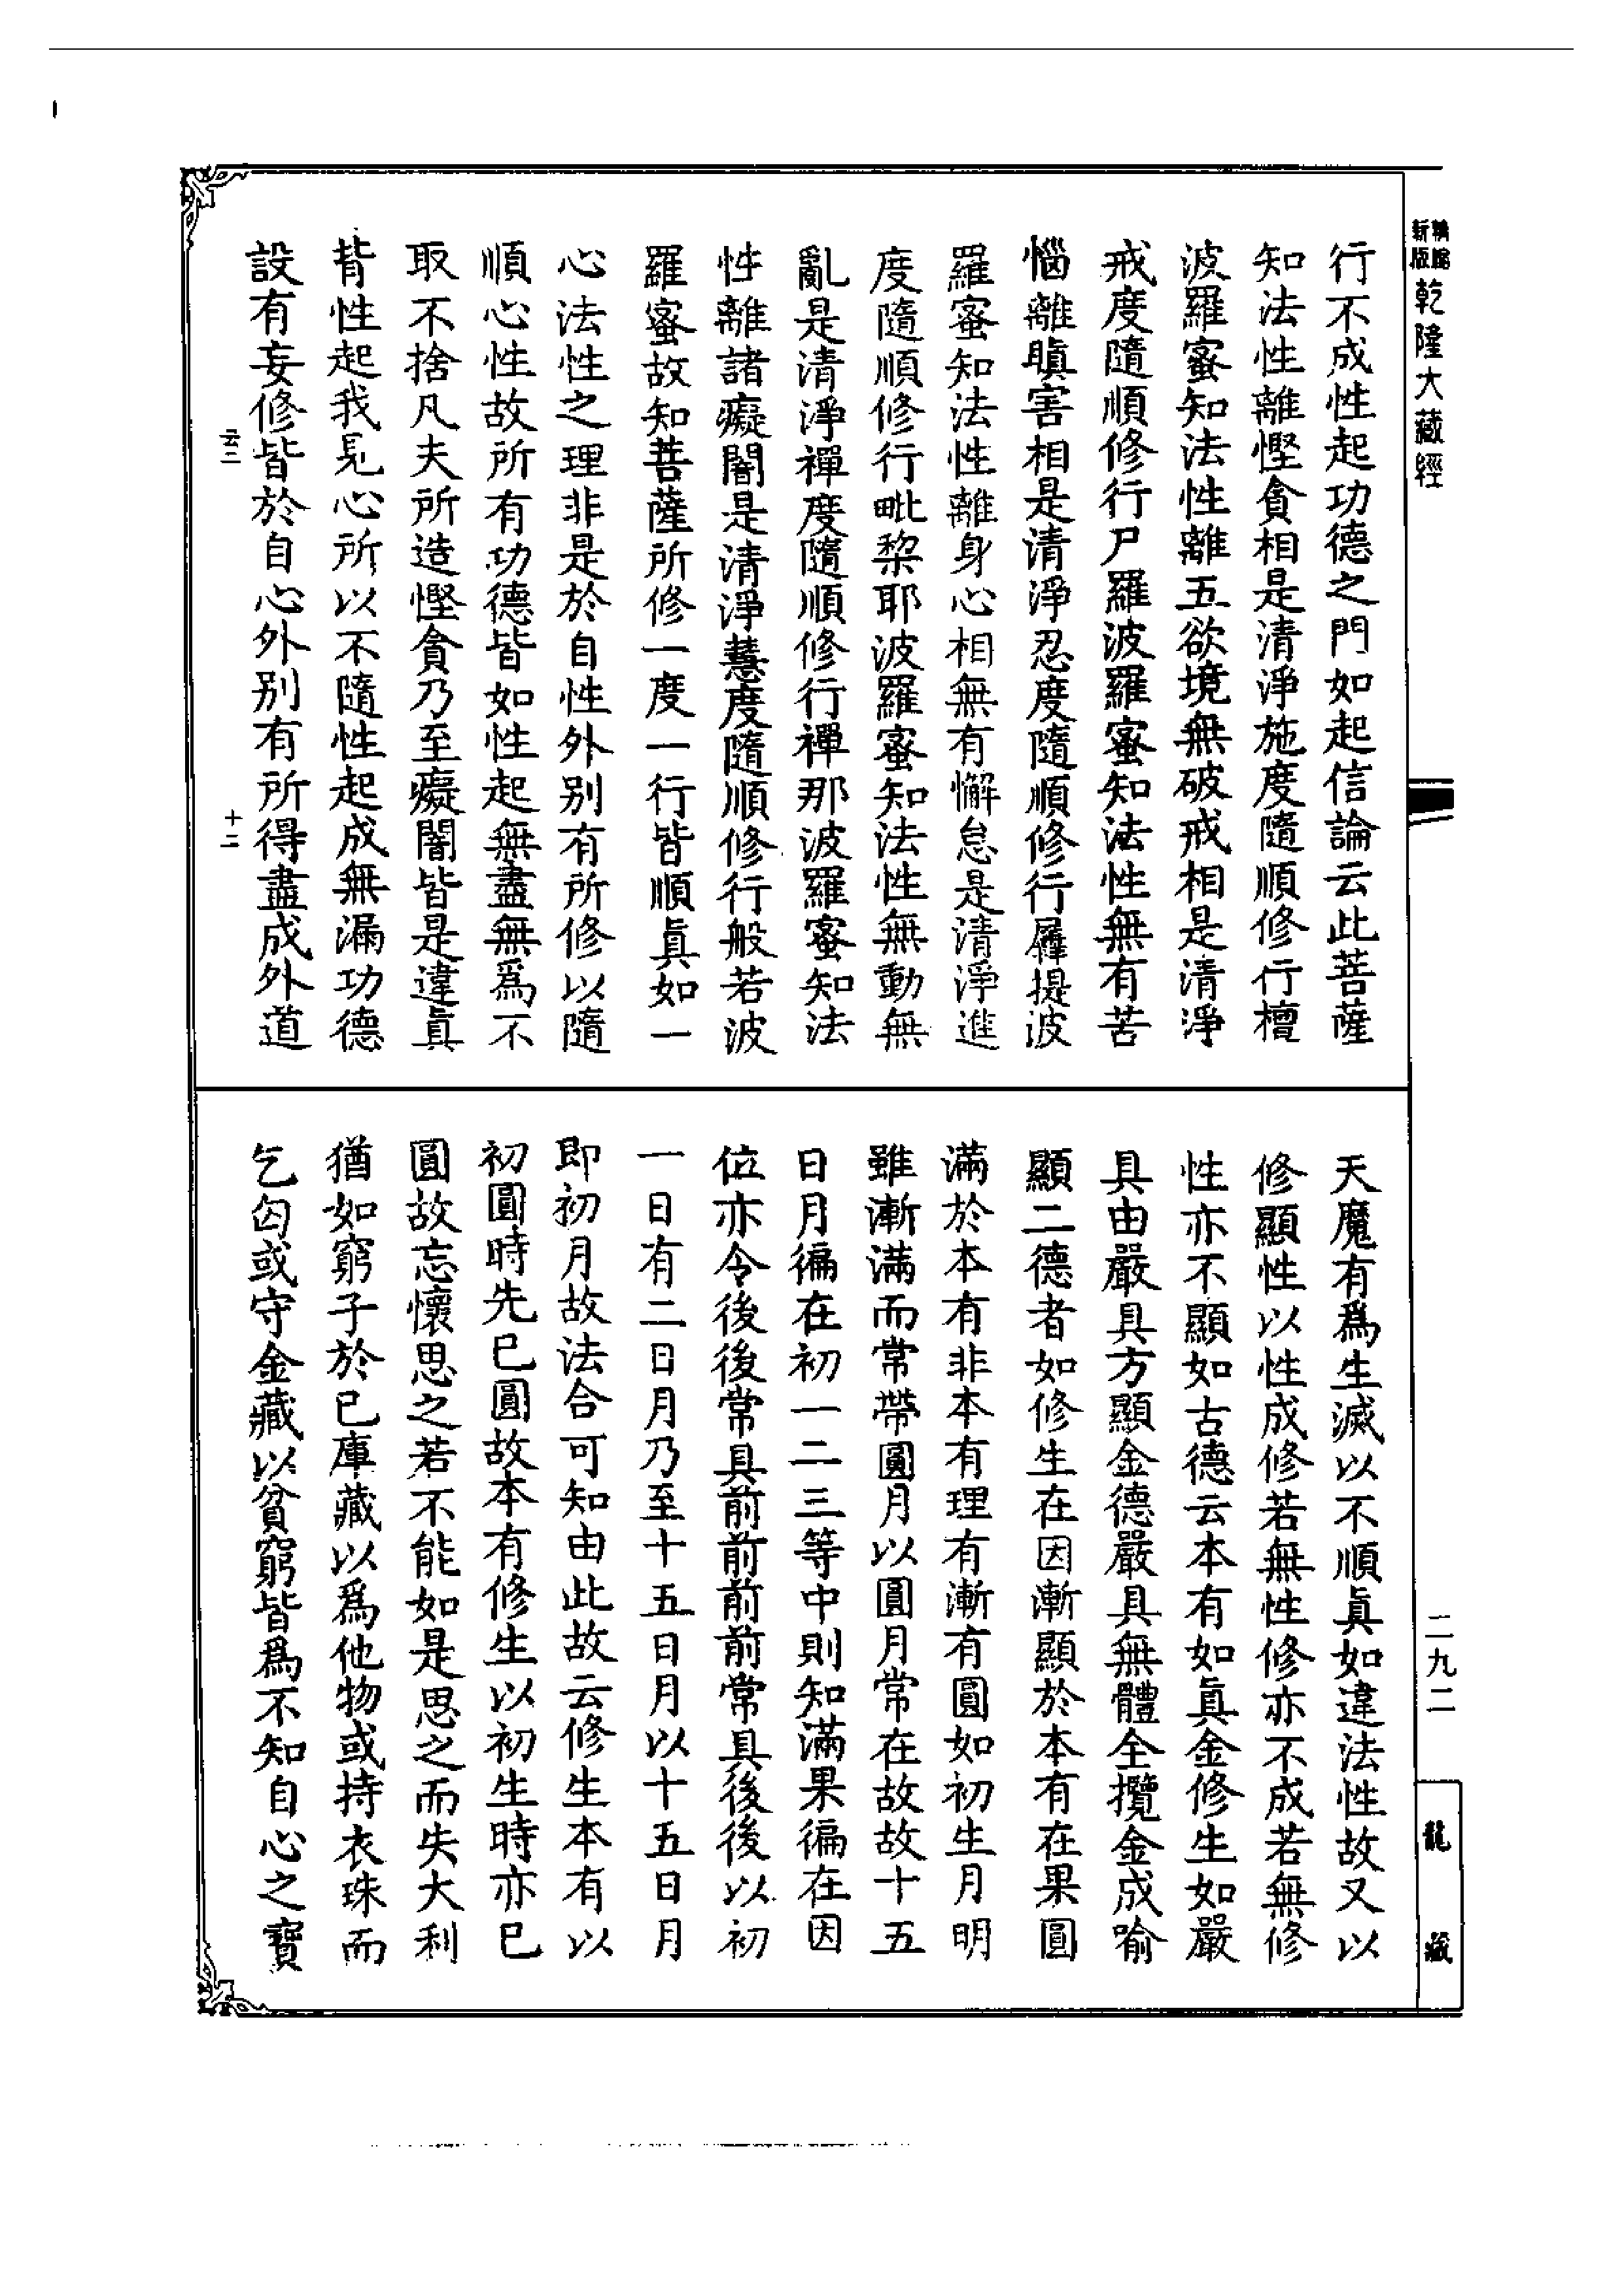 新編
縮版
乾隆大藏經
行不成性起功德之門如起信論云此菩薩
知法性離慳貪相是清淨施度隨順修行檀
波羅蜜知法性離五欲境無破戒相是清淨
戒度隨順修行尸羅波羅蜜知法性無有苦
惱離瞋害相是清淨忍度隨順修行羼提波
羅蜜知法性離身心相無有懈怠是清淨進
度隨順修行毗棃耶波羅蜜知法性無動無
亂是清淨禪度隨順修行禪那波羅蜜知法
性離諸癡闇是清淨慧度隨順修行般若波
羅蜜故知菩薩所修一度一行皆順眞如一
心法性之理非是於自性外別有所修以隨
順心性故所有功德皆如性起無盡無爲不
取不捨凡夫所造慳貪乃至癡闇皆是違眞
背性起我見心所以不隨性起成無漏功德
設有妄修皆於自心外別有所得盡成外道
云三
十二
天魔有爲生滅以不順眞如違法性故又以
修顯性以性成修若無性修亦不成若無修
性亦不顯如古德云本有如眞金修生如嚴
具由嚴具方顯金德嚴具無體全攬金成喻
顯二德者如修生在因漸顯於本有在果圓
滿於本有非本有理有漸有圓如初生月明
雖漸滿而常帶圓月以圓月常在故故十五
日月徧在初一二三等中則知滿果徧在因
位亦令後後常具前前前前常具後後以初
一日有二日月乃至十五日月以十五日月
即初月故法合可知由此故云修生本有以
初圓時先已圓故本有修生以初生時亦已
圓故忘懷思之若不能如是思之而失大利
猶如窮子於已庫藏以爲他物或持衣珠而
乞匃或守金藏以貧窮皆爲不知自心之寶
二九二
龍藏